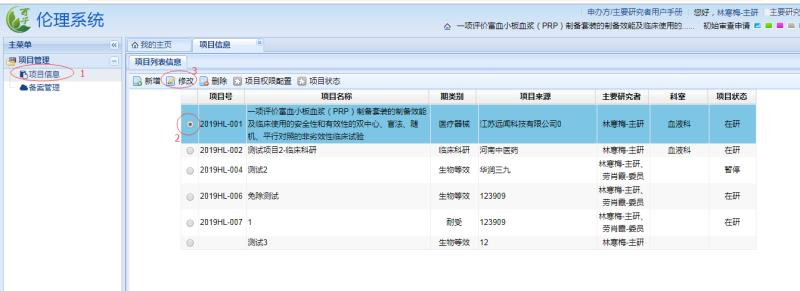 可乐
伦理系统
申办方/主要研究者用户手册 您好，林寒梅-主研 主要研究
一项评价富血小板血浆（PRP）制备套装的制备效能及临床使用的...... 初始审查申请
主菜单
我的主页 项目信息
项目管理
项目列表信息
项目信息 1
3
备案管理
新增 修改 删除 项目权限配置 项目状态
项目号 项目名称 期类别 项目来源 主要研究者 科室 项目状态
2019HL-001 一项评价富血小板血浆（PRP）制备套装的制备效能及临床使用的安全性和有效性的双中心、盲法、随机、平行对照的非劣效性临床试验 医疗器械 江苏远闻科技有限公司0 林寒梅-主研 血液科 在研
2
2019HL-002 测试项目2-临床科研 临床科研 河南中医药 林寒梅-主研 血液科 在研
2019HL-004 测试2 生物等效 华润三九 林寒梅-主研、劳肖霞-委员 暂停
2019HL-006 免除测试 生物等效 123909 林寒梅-主研、劳肖霞-委员 在研
2019HL-007 1 耐受 123909 林寒梅-主研、劳肖霞-委员 在研
测试3 生物等效 12 林寒梅-主研